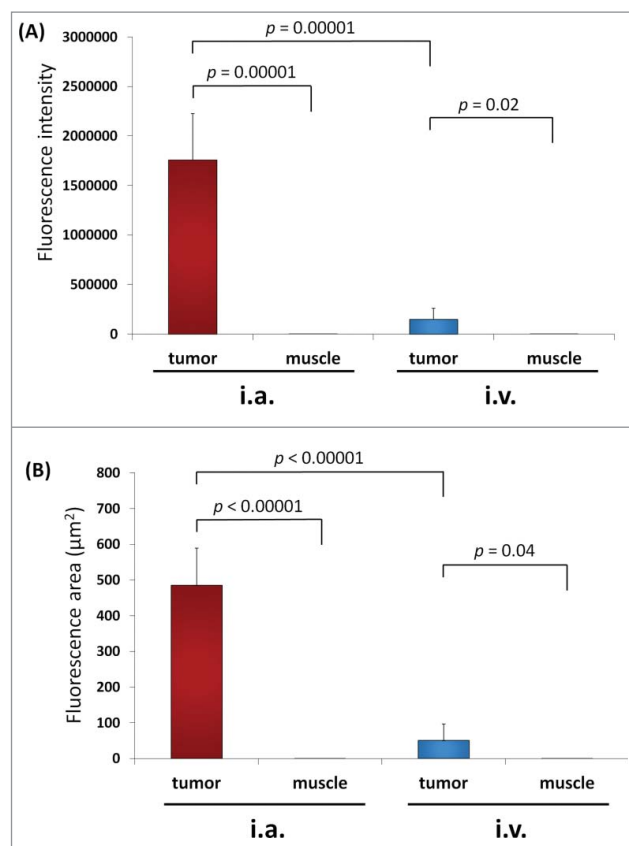 (A)
3000000
2500000
2000000
1500000
1000000
500000
0
Fluorescence intensity
p = 0.00001
p = 0.00001
p = 0.02
tumor muscle tumor muscle
i.a. i.v.
(B)
800
700
600
500
400
300
200
100
0
Fluorescence area (µm²)
p < 0.00001
p < 0.00001
p = 0.04
tumor muscle tumor muscle
i.a. i.v.